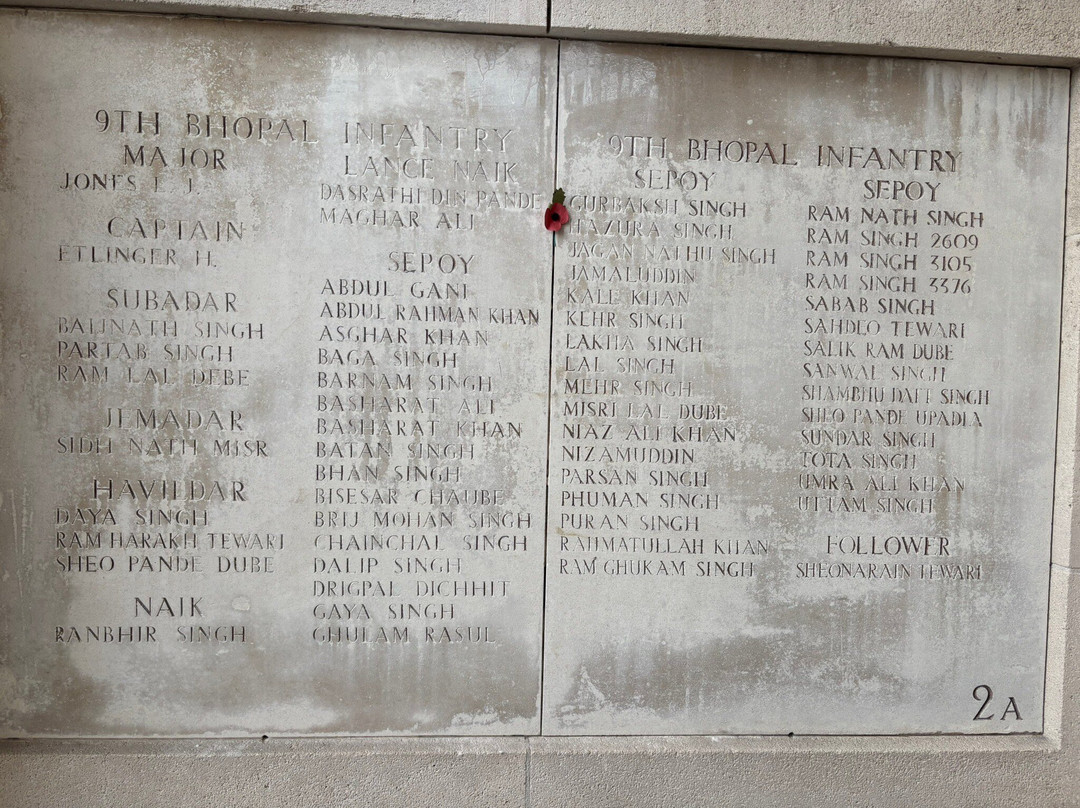 9TH BHOPAL INFANTRY
MAJOR
JONES E. J.
CAPTAIN
ETLINGER H.
SUBADAR
BAIJNATH SINGH
PARTAB SINGH
RAM LAL DEBE
JEMADAR
SIDH NATH MISR
HAVILDAR
DAYA SINGH
RAM HARAKH TEWARI
SHEO PANDE DUBE
NAIK
RANBHIR SINGH
LANCE NAIK
DASRATHI DIN PANDE
MAGHAR ALI
SEPOY
ABDUL GANI
ABDUL RAHMAN KHAN
ASGHAR KHAN
BAGA SINGH
BARNAM SINGH
BASHARAT ALI
BASHARAT KHAN
BATAN SINGH
BHAN SINGH
BISESAR CHAUBE
BRIJ MOHAN SINGH
CHAINCHAL SINGH
DALIP SINGH
DRIGPAL DICHHIT
GAYA SINGH
GHULAM RASUL
9TH BHOPAL INFANTRY
SEPOY
GURBAKSH SINGH
HAZURA SINGH
JAGAN NATHU SINGH
JAMALUDDIN
KALE KHAN
KEHR SINGH
LAKHA SINGH
LAL SINGH
MEHR SINGH
MISRI LAL DUBE
NIAZ ALI KHAN
NIZAMUDDIN
PARSAN SINGH
PHUMAN SINGH
PURAN SINGH
RAHMATULLAH KHAN
RAM GHUKAM SINGH
SEPOY
RAM NATH SINGH
RAM SINGH 2609
RAM SINGH 3105
RAM SINGH 3376
SABAB SINGH
SAHDEO TEWARI
SALIK RAM DUBE
SANWAL SINGH
SHAMBHU DATT SINGH
SHEO PANDE UPADIA
SUNDAR SINGH
TOTA SINGH
UMRA ALI KHAN
UTTAM SINGH
FOLLOWER
SHEONARAIN TEWARI
2A